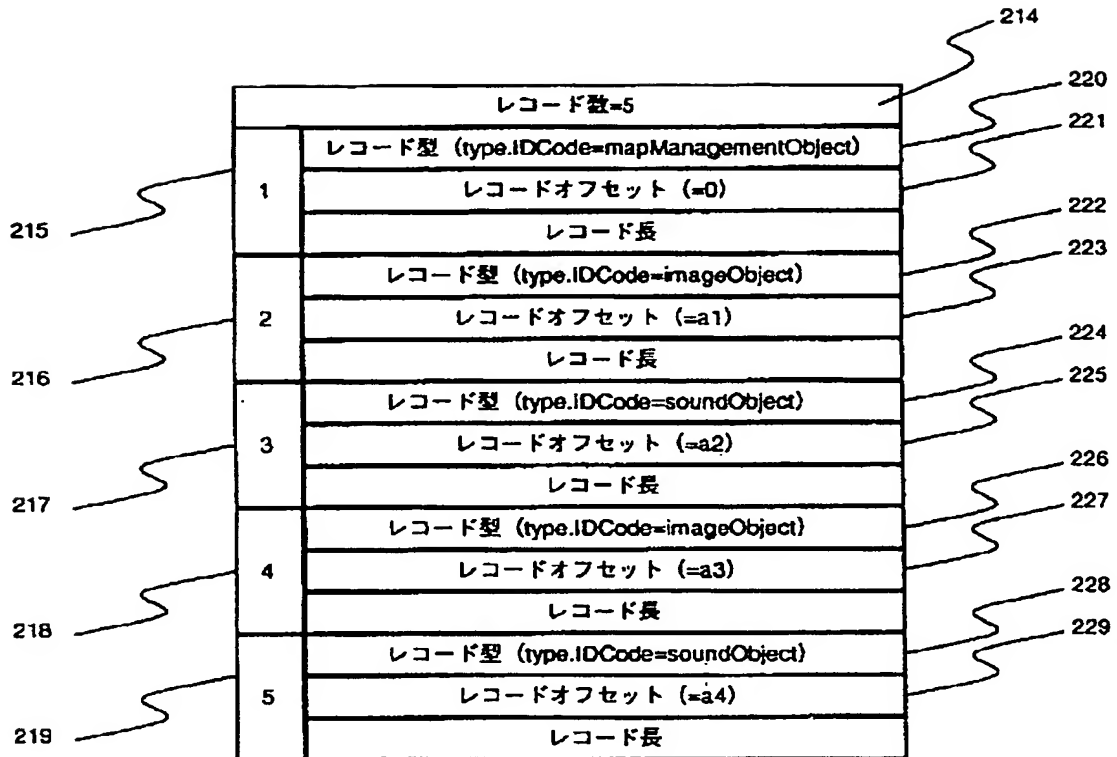 214
レコード数=5
220
221
1
レコード型 (type.IDCode=mapManagementObject)
レコードオフセット (=0)
レコード長
215
222
223
2
レコード型 (type.IDCode=imageObject)
レコードオフセット (=a1)
レコード長
216
224
225
3
レコード型 (type.IDCode=soundObject)
レコードオフセット (=a2)
レコード長
217
226
227
4
レコード型 (type.IDCode=imageObject)
レコードオフセット (=a3)
レコード長
218
228
229
5
レコード型 (type.IDCode=soundObject)
レコードオフセット (=a4)
レコード長
219